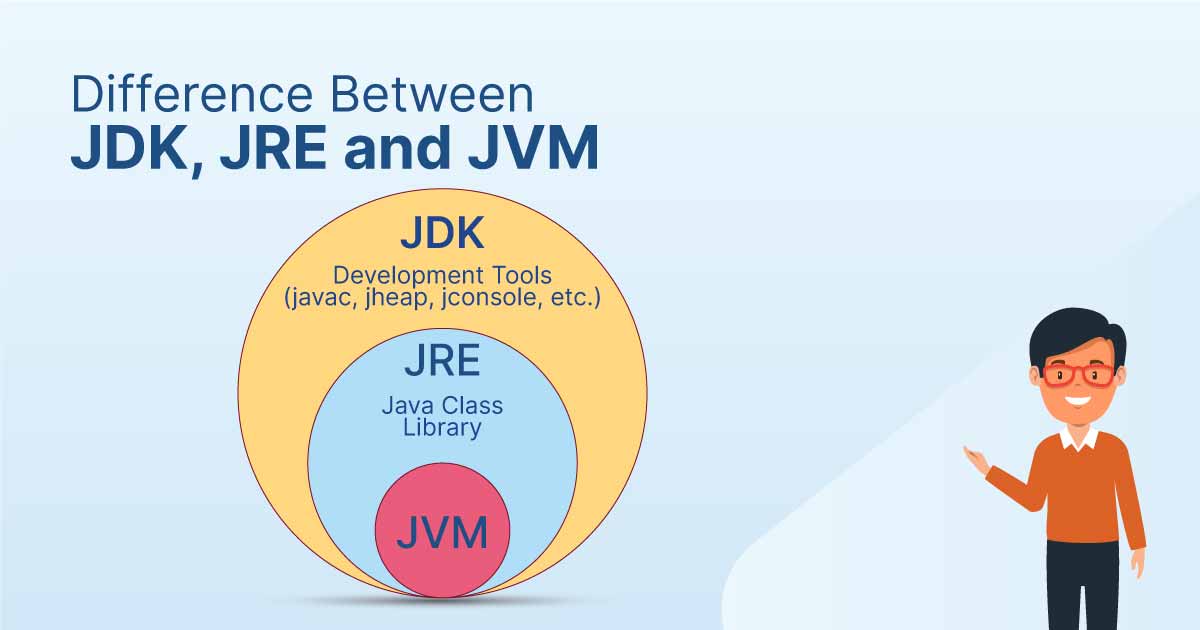 Difference Between
JDK, JRE and JVM
JDK
Development Tools
(javac, jheap, jconsole, etc.)
JRE
Java Class
Library
JVM